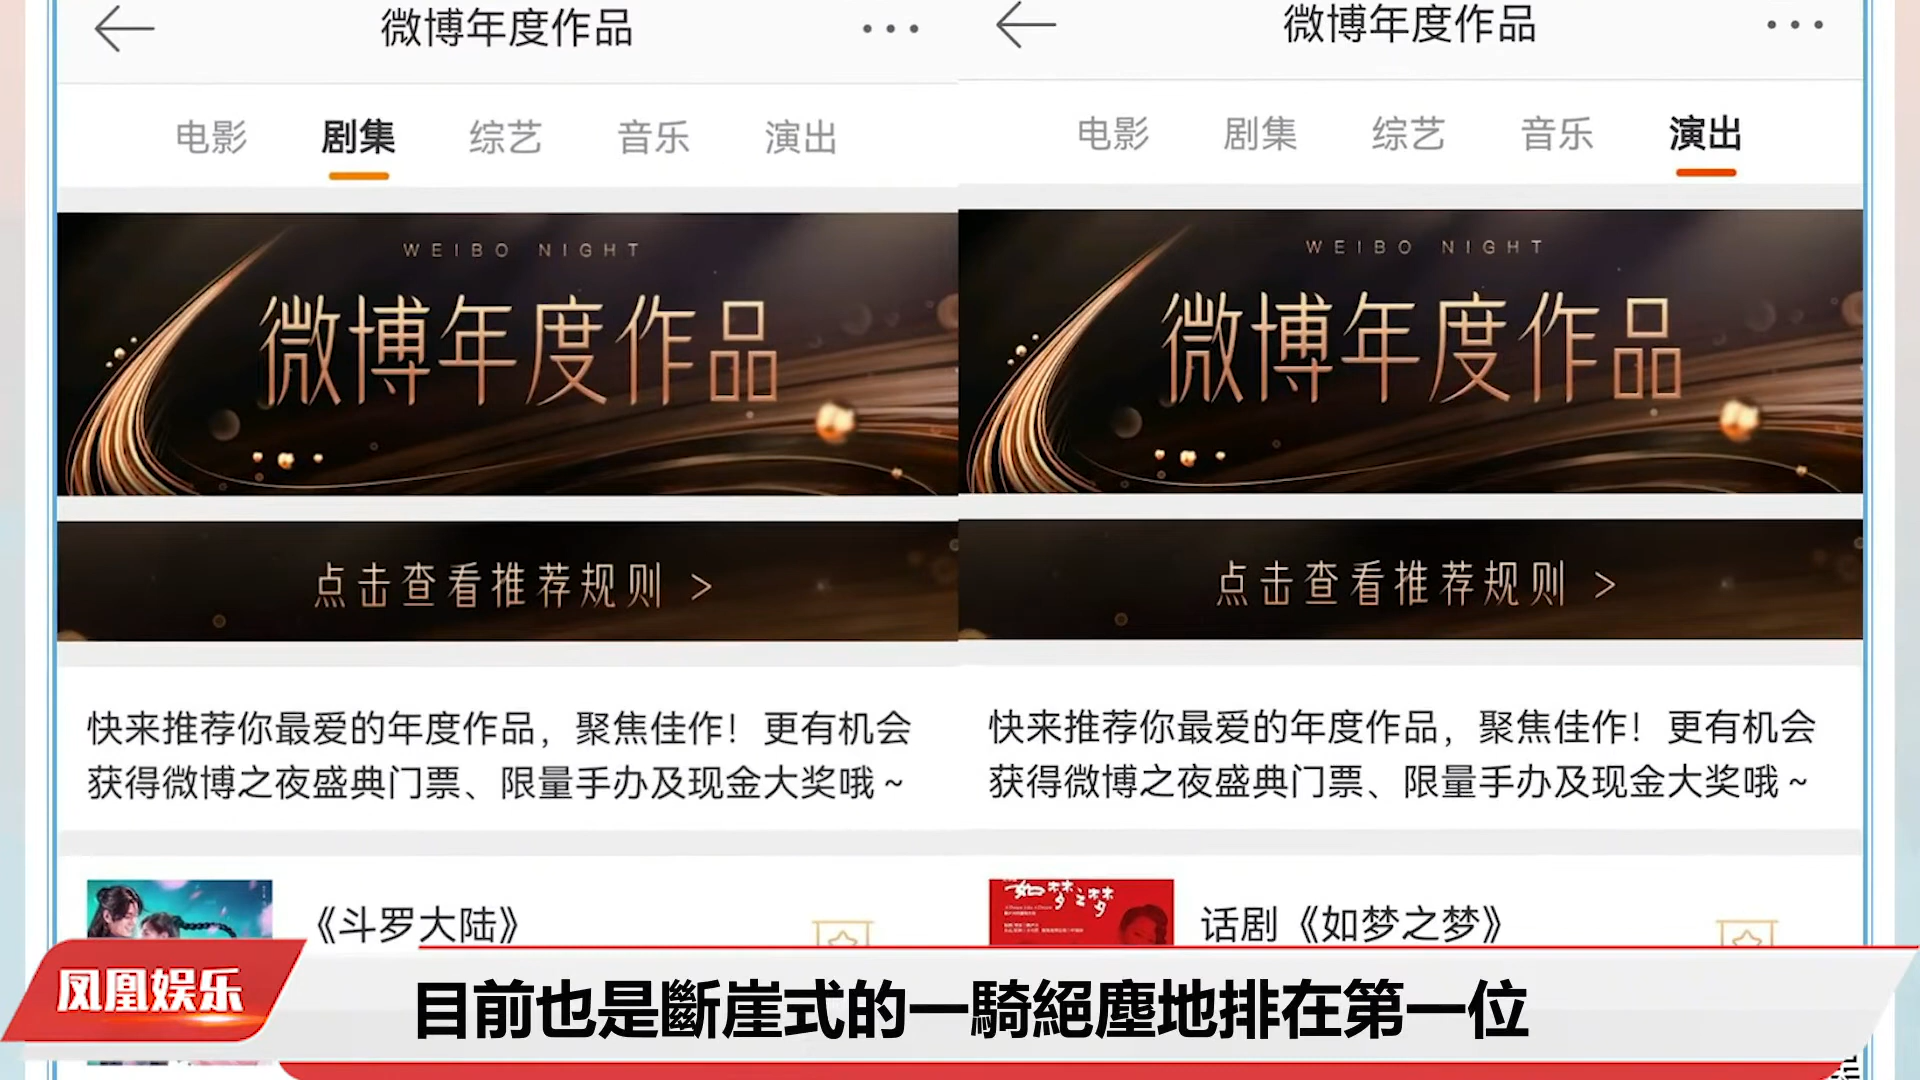 微博年度作品
电影 剧集 综艺 音乐 演出
WEIBO NIGHT
微博年度作品
点击查看推荐规则 >
快来推荐你最爱的年度作品，聚焦佳作！更有机会
获得微博之夜盛典门票、限量手办及现金大奖哦～
《斗罗大陆》
微博年度作品
电影 剧集 综艺 音乐 演出
WEIBO NIGHT
微博年度作品
点击查看推荐规则 >
快来推荐你最爱的年度作品，聚焦佳作！更有机会
获得微博之夜盛典门票、限量手办及现金大奖哦～
如梦之梦
话剧《如梦之梦》
凤凰娱乐
目前也是斷崖式的一騎絕塵地排在第一位